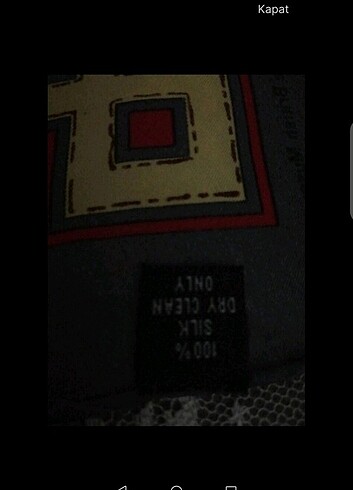 Kapat
100%
SILK
DRY CLEAN
ONLY